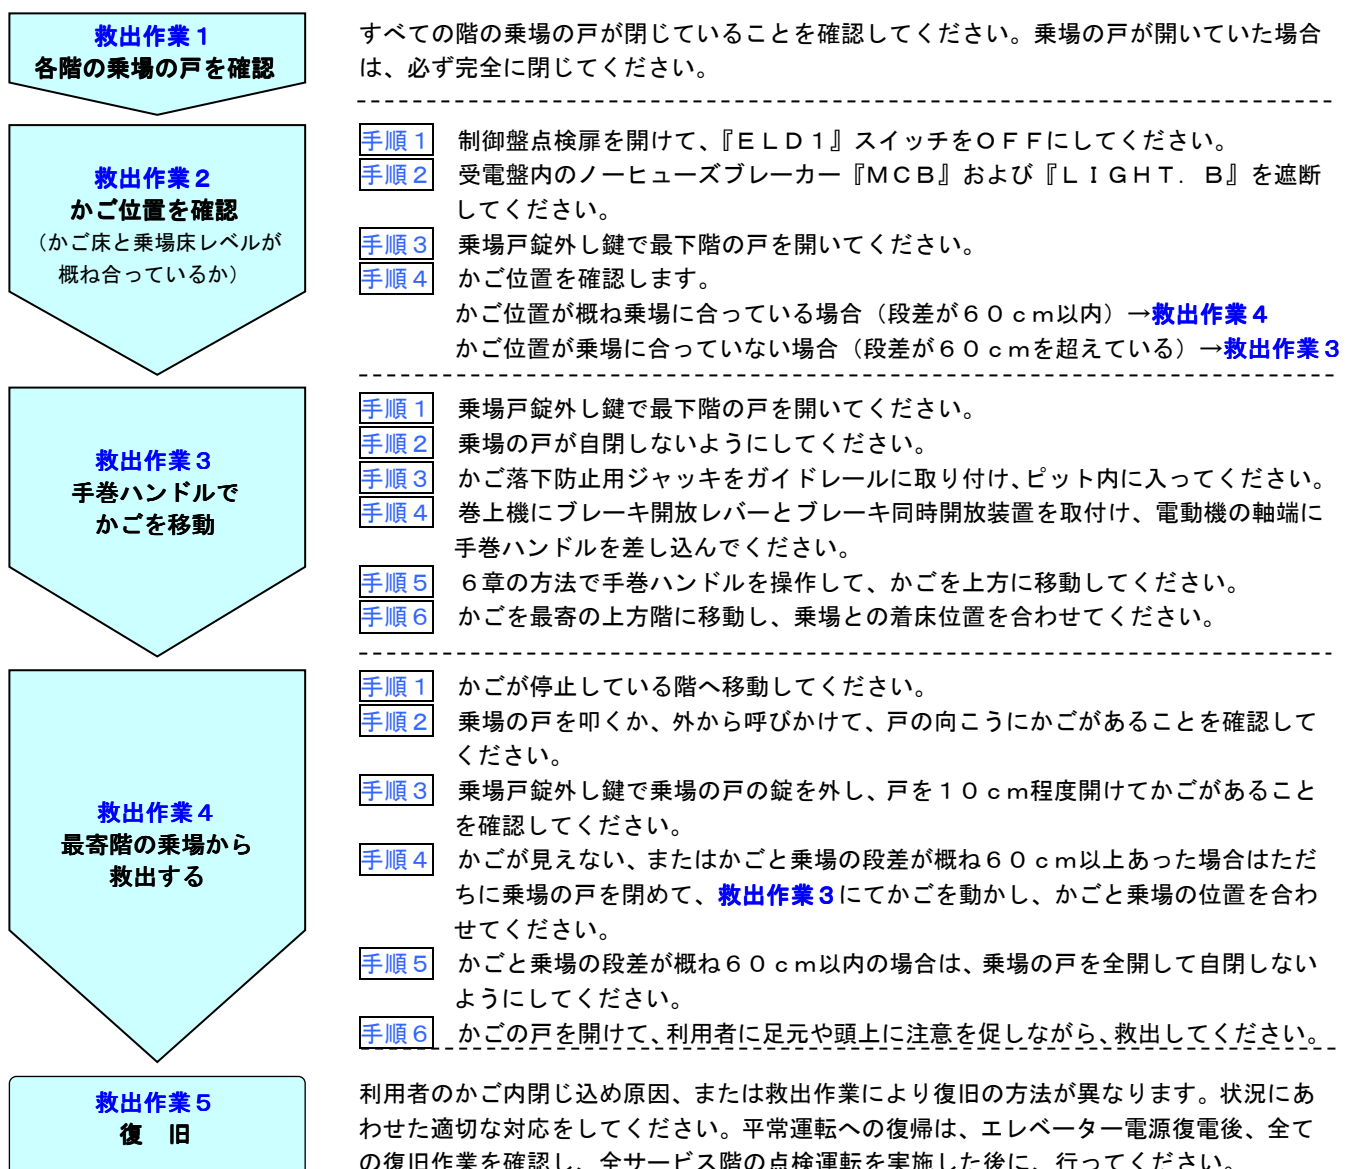 救出作業１
各階の乗場の戸を確認
すべての階の乗場の戸が閉じていることを確認してください。乗場の戸が開いていた場合
は、必ず完全に閉じてください。
救出作業２
かご位置を確認
（かご床と乗場床レベルが
概ね合っているか）
手順１ 制御盤点検扉を開けて、『ＥＬＤ１』スイッチをＯＦＦにしてください。
手順２ 受電盤内のノーヒューズブレーカー『ＭＣＢ』および『ＬＩＧＨＴ．Ｂ』を遮断
してください。
手順３ 乗場戸錠外し鍵で最下階の戸を開いてください。
手順４ かご位置を確認します。
かご位置が概ね乗場に合っている場合（段差が６０ｃｍ以内）→救出作業４
かご位置が乗場に合っていない場合（段差が６０ｃｍを超えている）→救出作業３
救出作業３
手巻ハンドルで
かごを移動
手順１ 乗場戸錠外し鍵で最下階の戸を開いてください。
手順２ 乗場の戸が自閉しないようにしてください。
手順３ かご落下防止用ジャッキをガイドレールに取り付け、ピット内に入ってください。
手順４ 巻上機にブレーキ開放レバーとブレーキ同時開放装置を取付け、電動機の軸端に
手巻ハンドルを差し込んでください。
手順５ ６章の方法で手巻ハンドルを操作して、かごを上方に移動してください。
手順６ かごを最寄の上方階に移動し、乗場との着床位置を合わせてください。
救出作業４
最寄階の乗場から
救出する
手順１ かごが停止している階へ移動してください。
手順２ 乗場の戸を叩くか、外から呼びかけて、戸の向こうにかごがあることを確認して
ください。
手順３ 乗場戸錠外し鍵で乗場の戸の錠を外し、戸を１０ｃｍ程度開けてかごがあること
を確認してください。
手順４ かごが見えない、またはかごと乗場の段差が概ね６０ｃｍ以上あった場合はただ
ちに乗場の戸を閉めて、救出作業３にてかごを動かし、かごと乗場の位置を合わ
せてください。
手順５ かごと乗場の段差が概ね６０ｃｍ以内の場合は、乗場の戸を全開して自閉しない
ようにしてください。
手順６ かごの戸を開けて、利用者に足元や頭上に注意を促しながら、救出してください。
救出作業５
復　旧
利用者のかご内閉じ込め原因、または救出作業により復旧の方法が異なります。状況にあ
わせた適切な対応をしてください。平常運転への復帰は、エレベーター電源復電後、全て
の復旧作業を確認し、全サービス階の点検運転を実施した後に、行ってください。